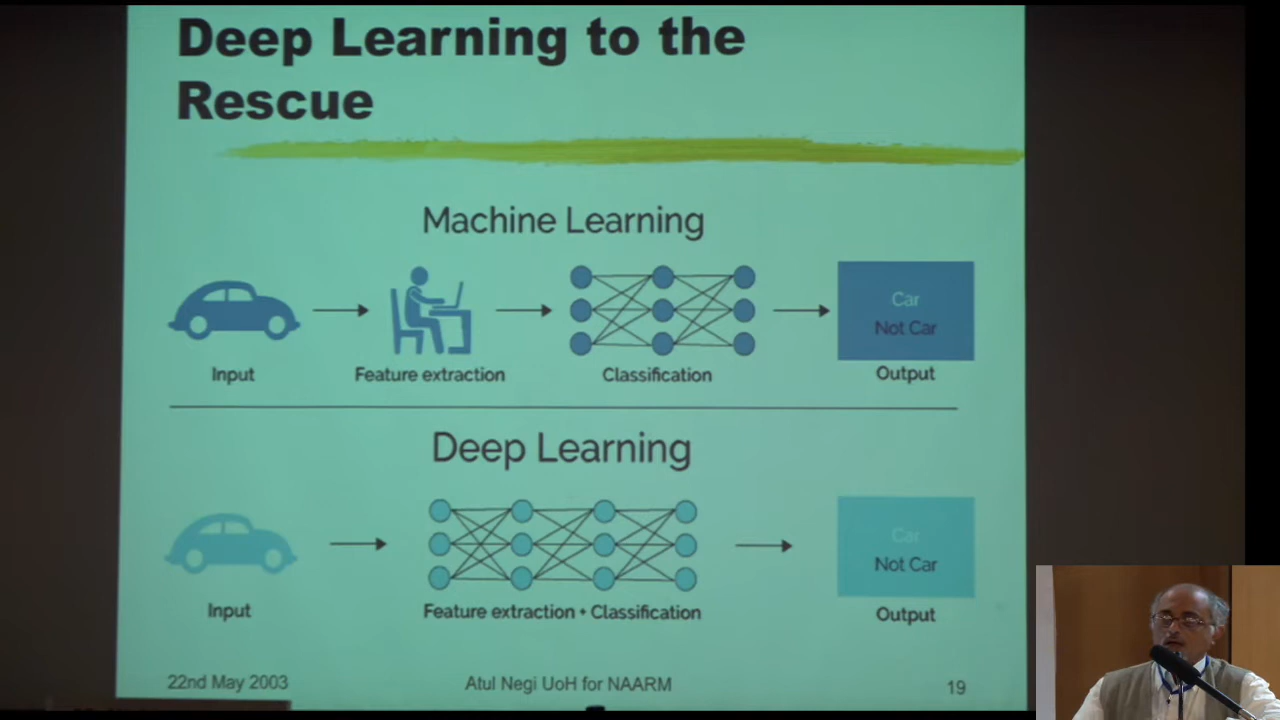 Deep Learning to the
Rescue
Machine Learning
Input
Feature extraction
Classification
Car
Not Car
Output
Deep Learning
Input
Feature extraction + Classification
Car
Not Car
Output
22nd May 2003
Atul Negi UoH for NAARM
19